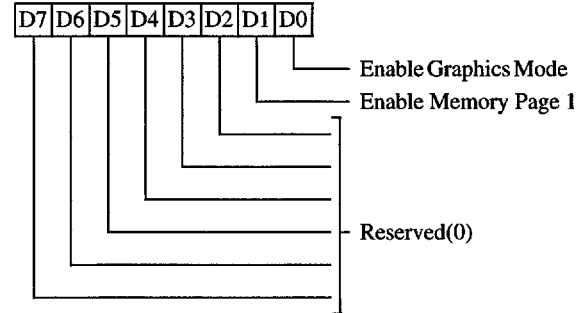 D7 D6 D5 D4 D3 D2 D1 D0
Enable Graphics Mode
Enable Memory Page 1
Reserved(0)